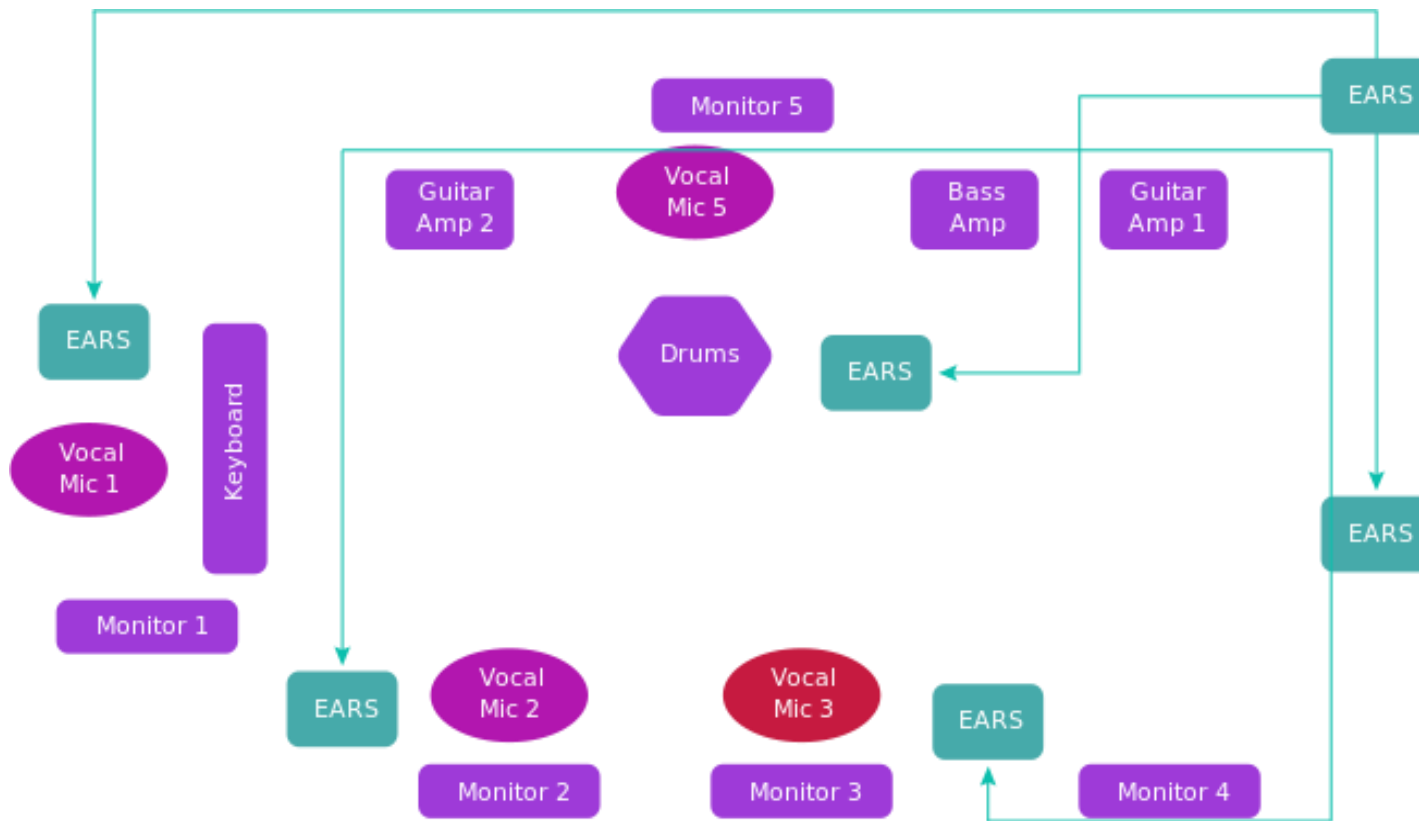 EARS
Monitor 5
Vocal
Mic 5
Guitar
Amp 2
Bass
Amp
Guitar
Amp 1
EARS
Drums
EARS
Keyboard
Vocal
Mic 1
EARS
Monitor 1
Vocal
Mic 2
Vocal
Mic 3
EARS
EARS
Monitor 2
Monitor 3
Monitor 4